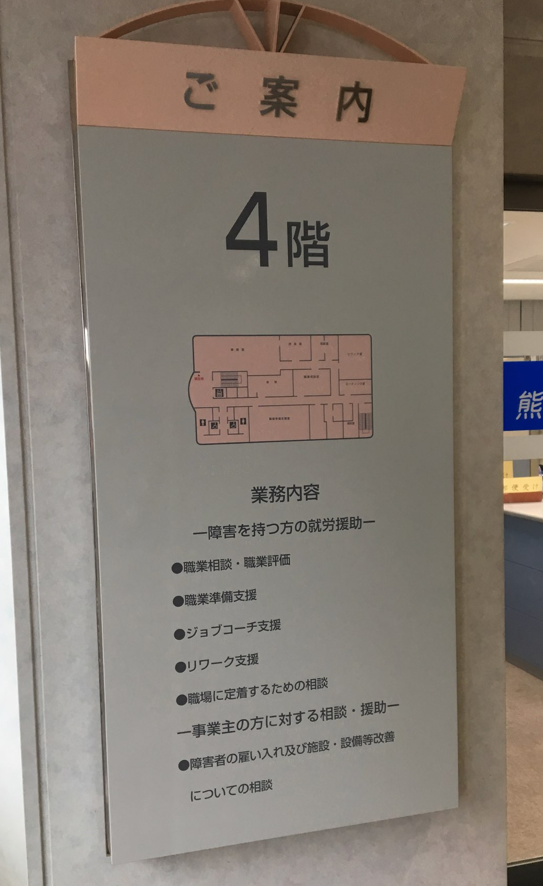 ご案内
4階
業務内容
ー障害を持つ方の就労援助ー
●職業相談・職業評価
●職業準備支援
●ジョブコーチ支援
●リワーク支援
●職場に定着するための相談
ー事業主の方に対する相談・援助ー
●障害者の雇い入れ及び施設・設備等改善
についての相談
熊